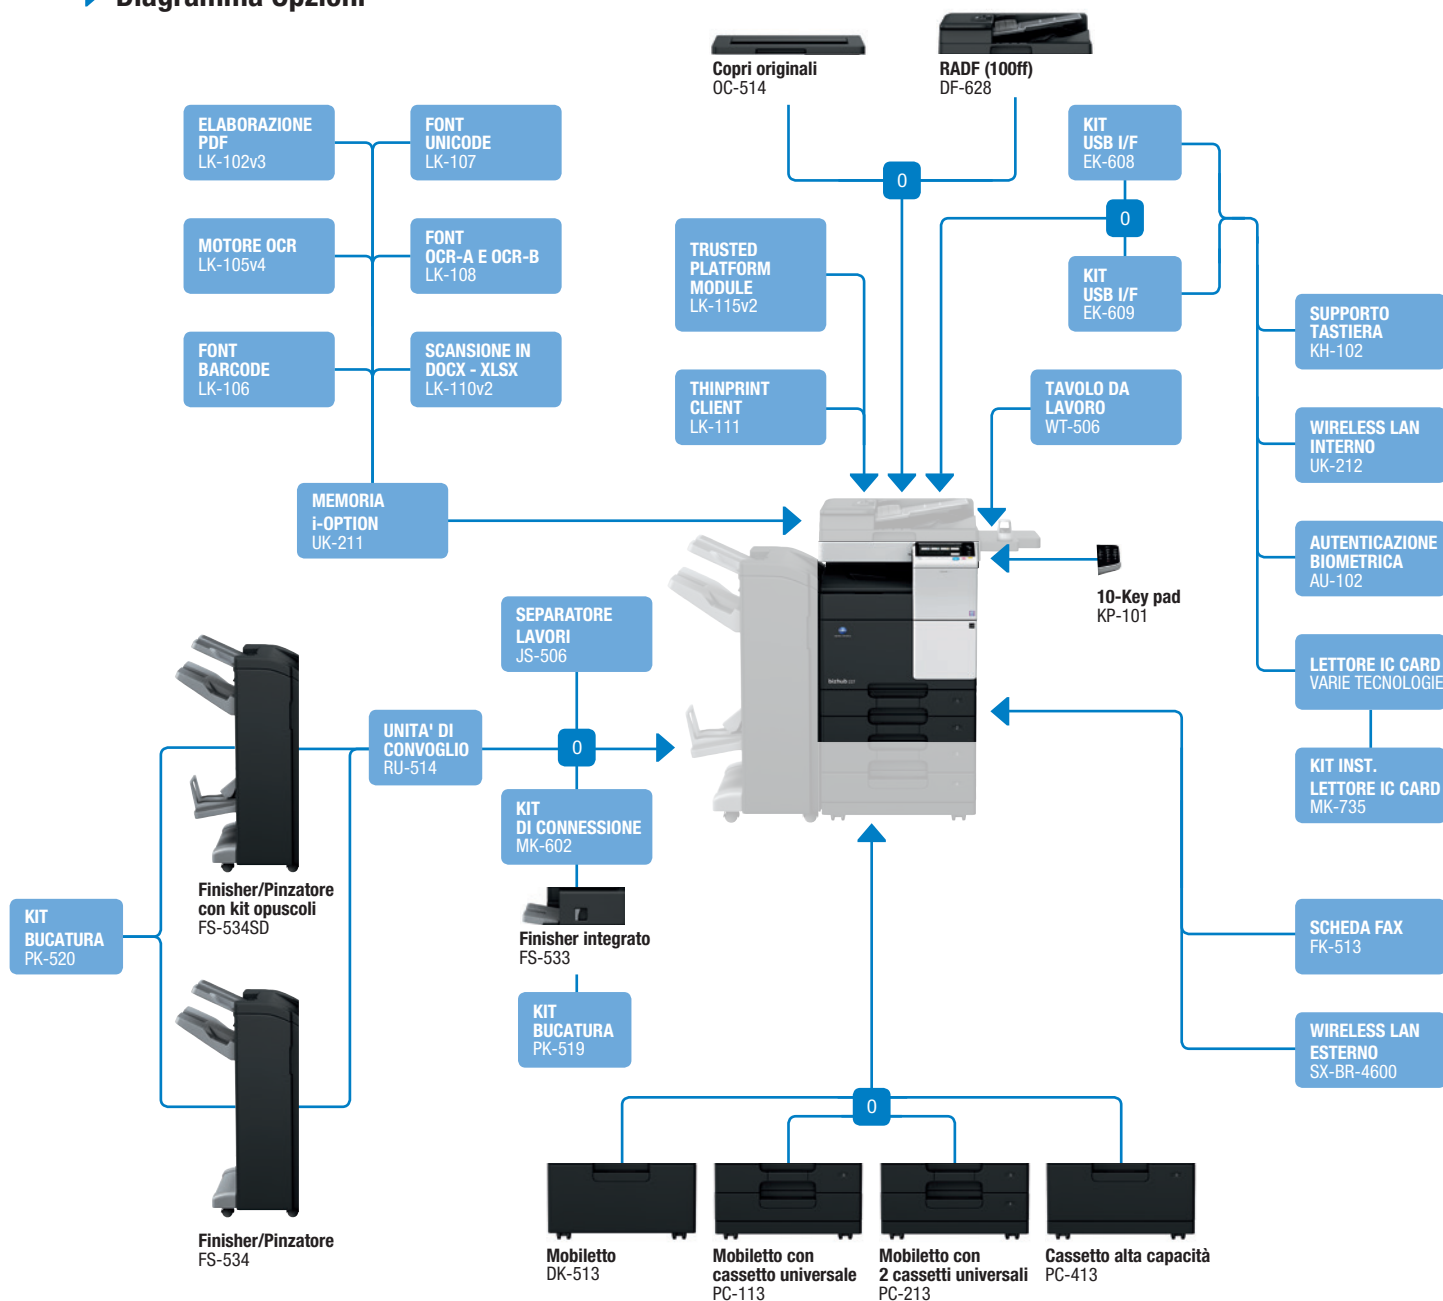 Diagramma Opzioni
Copri originali
OC-514
RADF (100ff)
DF-628
ELABORAZIONE
PDF
LK-102v3
FONT
UNICODE
LK-107
KIT
USB I/F
EK-608
0
0
MOTORE OCR
LK-105v4
FONT
OCR-A E OCR-B
LK-108
TRUSTED
PLATFORM
MODULE
LK-115v2
KIT
USB I/F
EK-609
SUPPORTO
TASTIERA
KH-102
FONT
BARCODE
LK-106
SCANSIONE IN
DOCX - XLSX
LK-110v2
THINPRINT
CLIENT
LK-111
TAVOLO DA
LAVORO
WT-506
WIRELESS LAN
INTERNO
UK-212
MEMORIA
i-OPTION
UK-211
AUTENTICAZIONE
BIOMETRICA
AU-102
10-Key pad
KP-101
SEPARATORE
LAVORI
JS-506
LETTORE IC CARD
VARIE TECNOLOGIE
bizhub
UNITA' DI
CONVOGLIO
RU-514
0
KIT INST.
LETTORE IC CARD
MK-735
KIT
DI CONNESSIONE
MK-602
Finisher/Pinzatore
con kit opuscoli
FS-534SD
KIT
BUCATURA
PK-520
Finisher integrato
FS-533
SCHEDA FAX
FK-513
KIT
BUCATURA
PK-519
WIRELESS LAN
ESTERNO
SX-BR-4600
0
Finisher/Pinzatore
FS-534
Mobiletto
DK-513
Mobiletto con
cassetto universale
PC-113
Mobiletto con
2 cassetti universali
PC-213
Cassetto alta capacità
PC-413